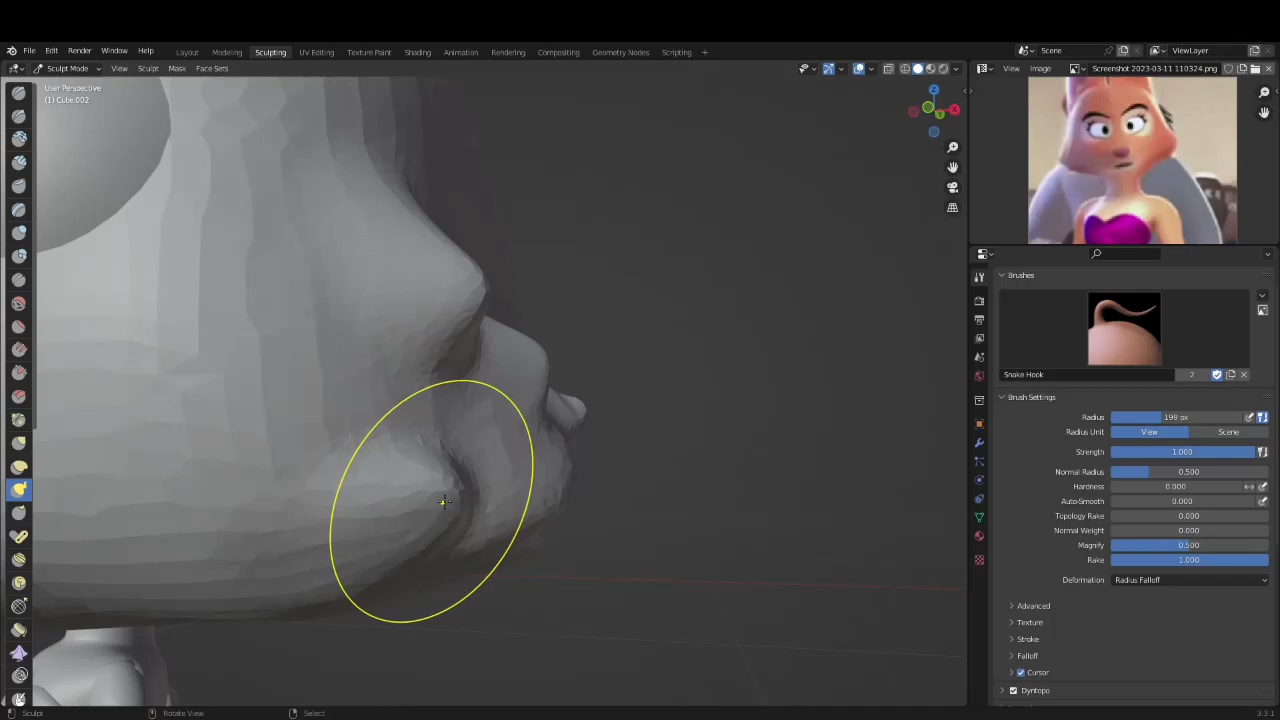 File Edit Render Window Help
Layout Modeling Sculpting UV Editing Texture Paint Shading Animation Rendering Compositing Geometry Nodes Scripting +
Scene
ViewLayer
Sculpt Mode View Sculpt Mask Face Sets
View Image Screenshot 2023-03-11 110324.png
User Perspective
(1) Cube.002
Z
X
Y
Brushes
Snake Hook 2
Brush Settings
Radius 199 px
Radius Unit View Scene
Strength 1.000
Normal Radius 0.500
Hardness 0.000
Auto-Smooth 0.000
Topology Rake 0.000
Normal Weight 0.000
Magnify 0.500
Rake 1.000
Deformation Radius Falloff
Advanced
Texture
Stroke
Falloff
Cursor
Dyntopo
Sculpt Rotate View Select 3.3.1